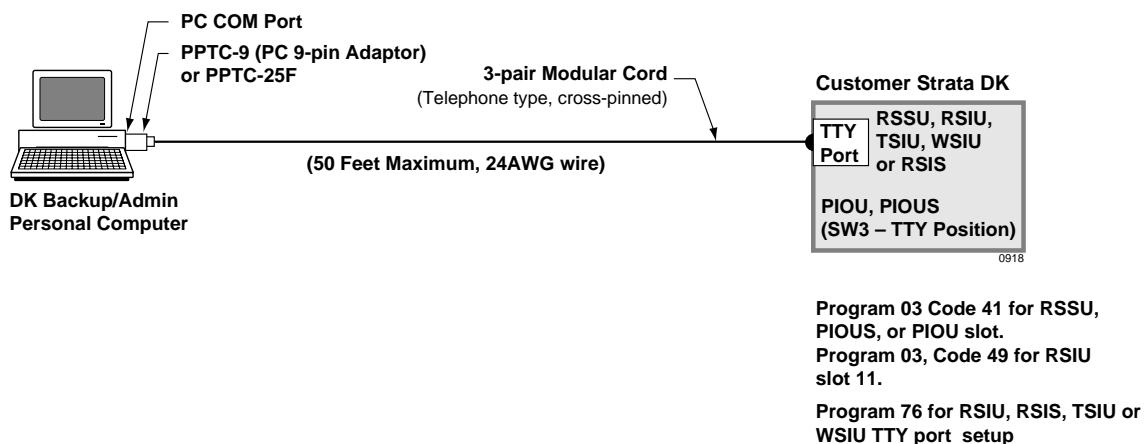 PC COM Port
PPTC-9 (PC 9-pin Adaptor)
or PPTC-25F
3-pair Modular Cord
(Telephone type, cross-pinned)
(50 Feet Maximum, 24AWG wire)
DK Backup/Admin
Personal Computer
Customer Strata DK
TTY
Port
RSSU, RSIU,
TSIU, WSIU
or RSIS
PIOU, PIOUS
(SW3 – TTY Position)
0918
Program 03 Code 41 for RSSU,
PIOUS, or PIOU slot.
Program 03, Code 49 for RSIU
slot 11.
Program 76 for RSIU, RSIS, TSIU or
WSIU TTY port setup